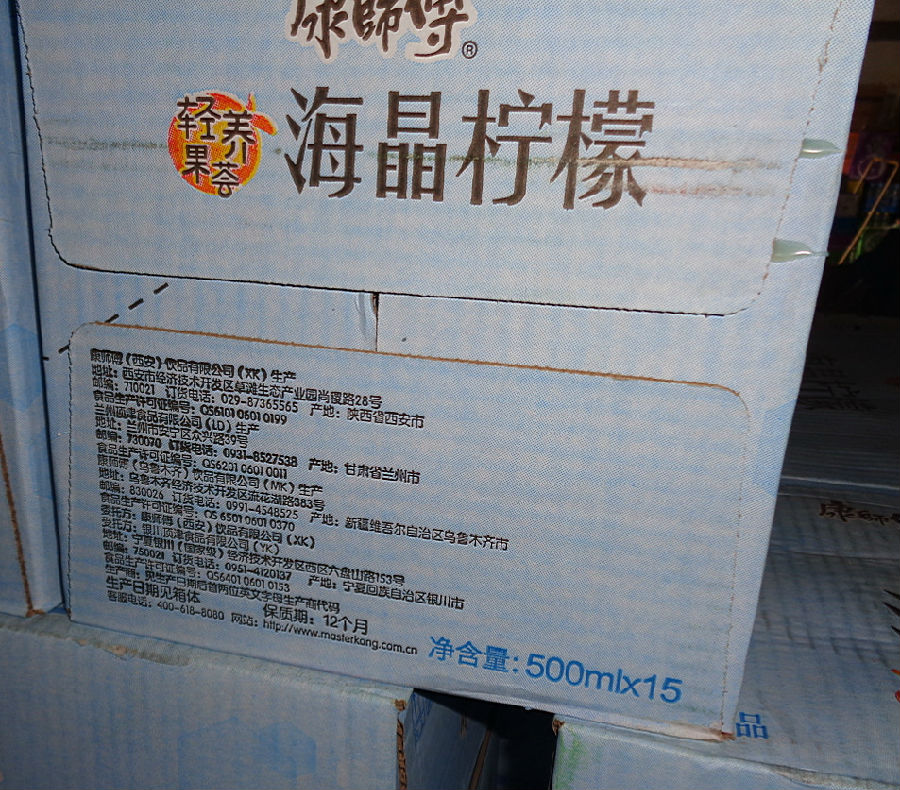 康師傅®
轻养果荟
海晶柠檬
康师傅（西安）饮品有限公司（XK）生产
地址：西安市经济技术开发区草滩生态产业园尚稷路28号
邮编：710021 订货电话：029-87365565 产地：陕西省西安市
食品生产许可证编号：QS6101 0601 0199
兰州顶津食品有限公司（LD）生产
地址：兰州市安宁区众兴路39号
邮编：730070 订货电话：0931-8527538 产地：甘肃省兰州市
食品生产许可证编号：QS6201 0601 0011
康师傅（乌鲁木齐）饮品有限公司（MK）生产
地址：乌鲁木齐经济技术开发区流花湖路383号
邮编：830026 订货电话：0991-4548525 产地：新疆维吾尔自治区乌鲁木齐市
食品生产许可证编号：QS 6501 0601 0370
委托方：康师傅（西安）饮品有限公司（XK）
受托方：银川顶津食品有限公司（YK）
地址：宁夏银川（国家级）经济技术开发区西区六盘山路153号
邮编：750021 订货电话：0951-4120137 产地：宁夏回族自治区银川市
食品生产许可证编号：QS6401 0601 0153
生产商：见生产日期后首两位英文字母生产商代码
生产日期见箱体 保质期：12个月
客服电话：400-618-8080 网站：http://www.masterkong.com.cn
净含量：500mlx15
品
康師